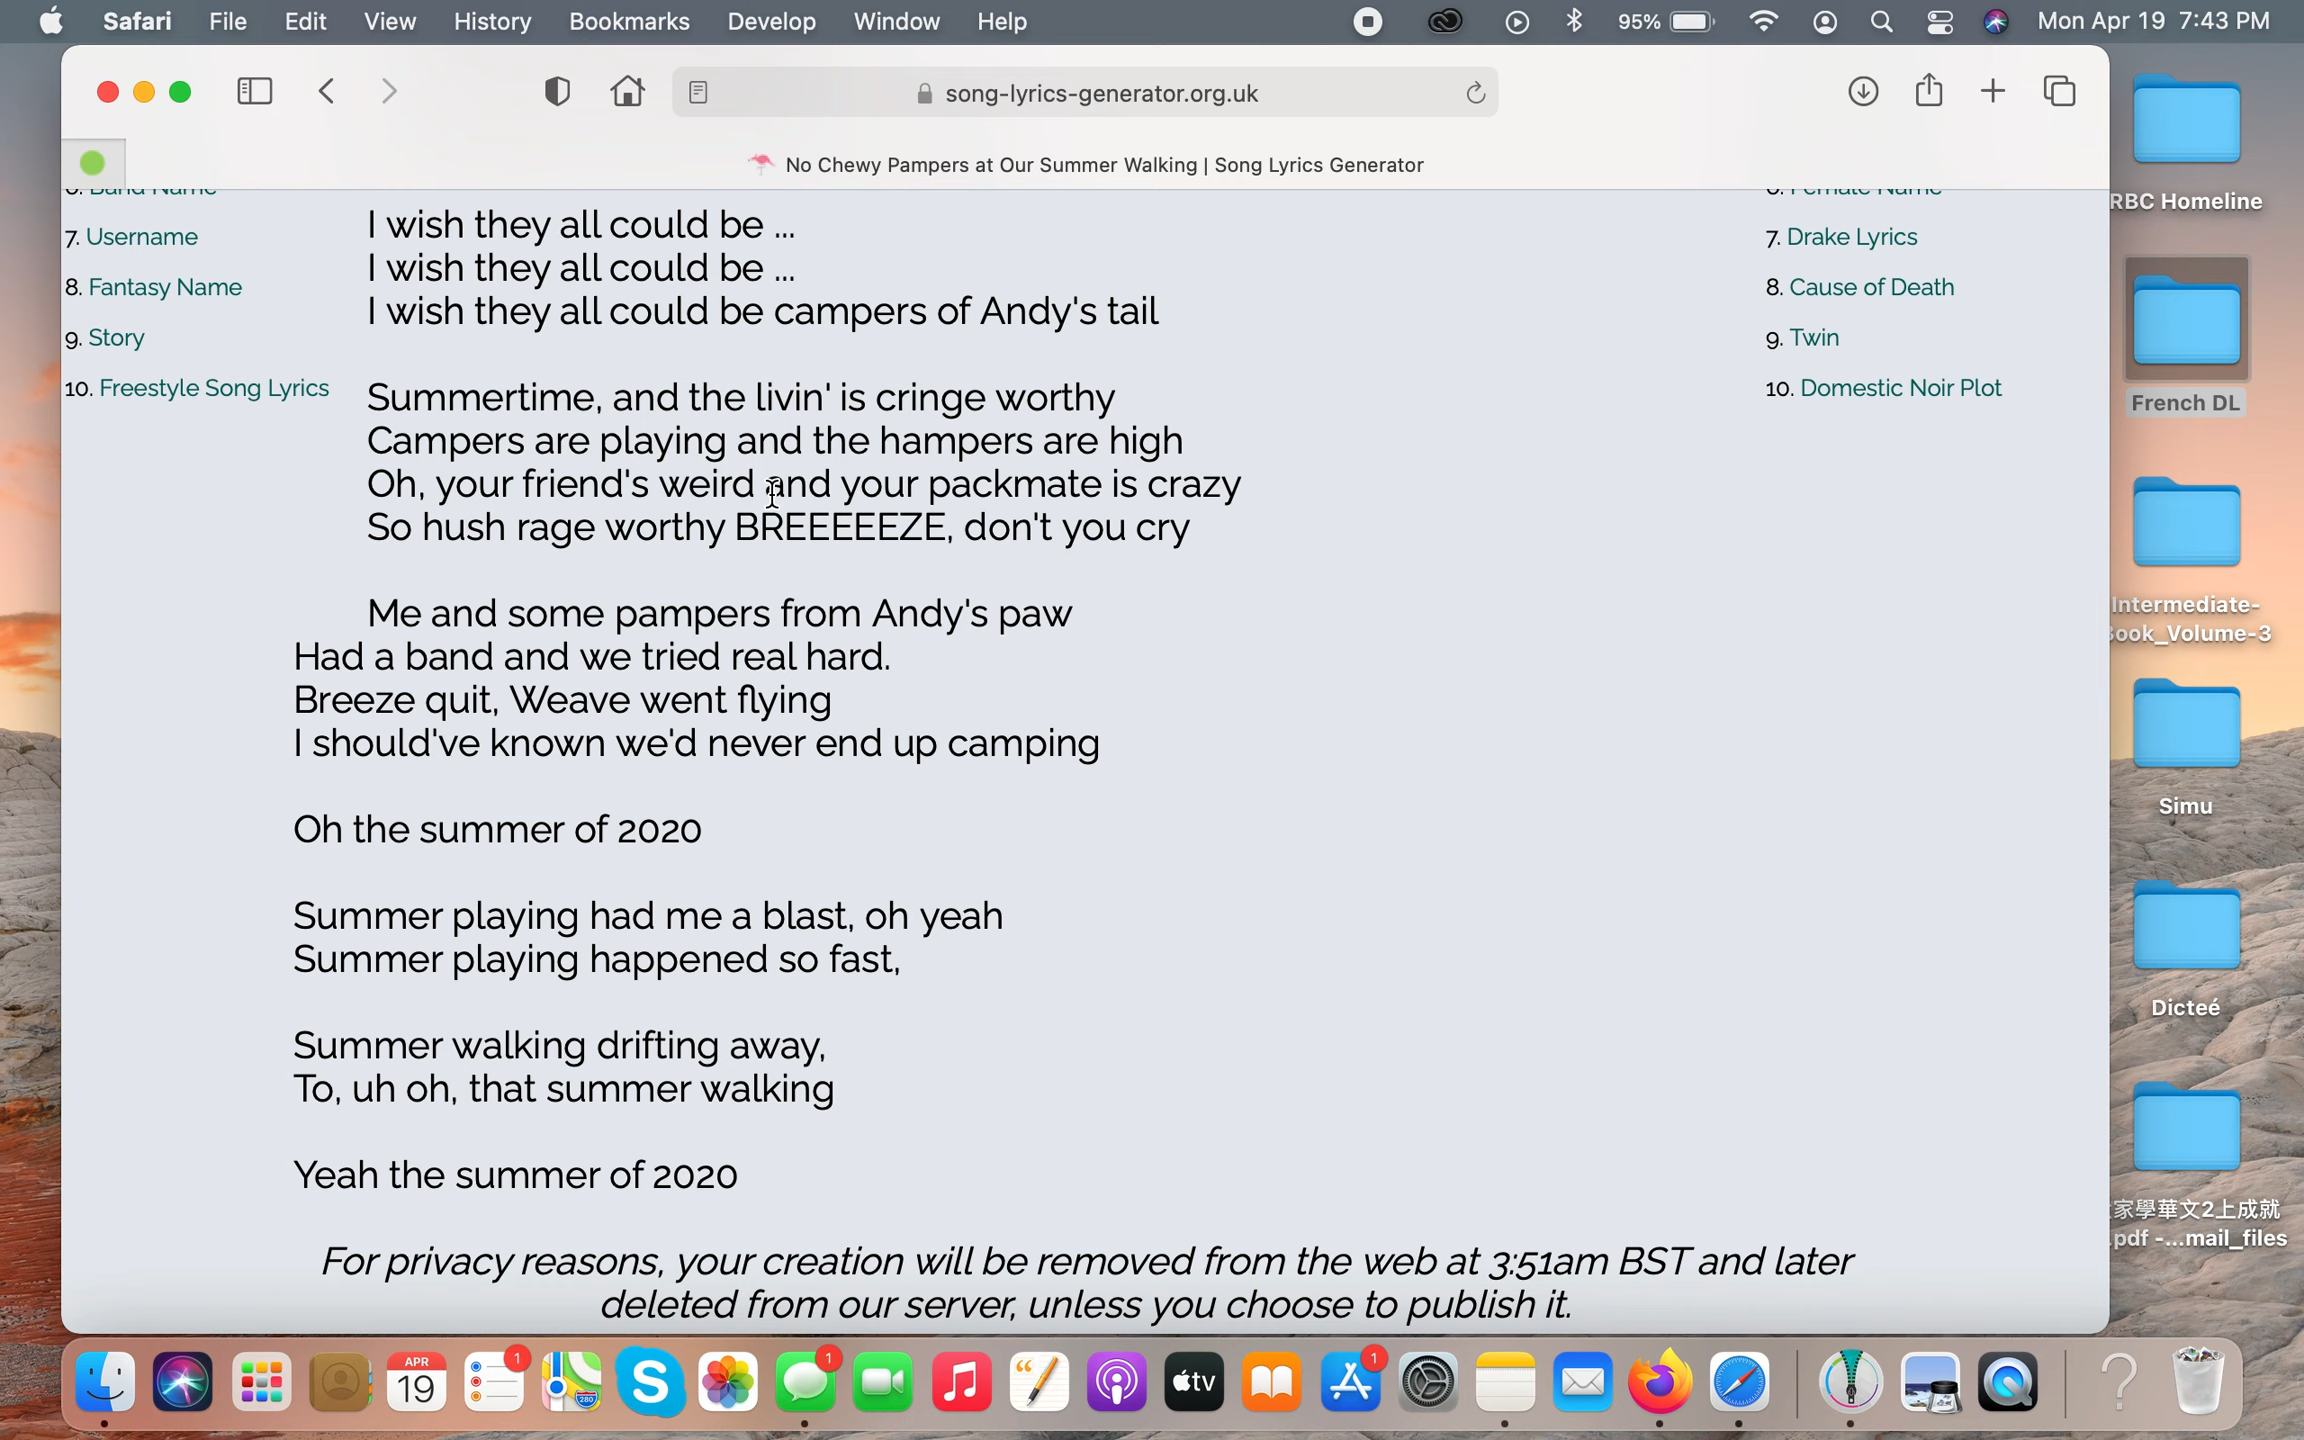 Safari File Edit View History Bookmarks Develop Window Help 95% Mon Apr 19 7:43 PM
song-lyrics-generator.org.uk
No Chewy Pampers at Our Summer Walking | Song Lyrics Generator
6. Band Name
7. Username
8. Fantasy Name
9. Story
10. Freestyle Song Lyrics
I wish they all could be ...
I wish they all could be ...
I wish they all could be campers of Andy's tail
Summertime, and the livin' is cringe worthy
Campers are playing and the hampers are high
Oh, your friend's weird and your packmate is crazy
So hush rage worthy BREEEEEZE, don't you cry
Me and some pampers from Andy's paw
Had a band and we tried real hard.
Breeze quit, Weave went flying
I should've known we'd never end up camping
Oh the summer of 2020
Summer playing had me a blast, oh yeah
Summer playing happened so fast,
Summer walking drifting away,
To, uh oh, that summer walking
Yeah the summer of 2020
For privacy reasons, your creation will be removed from the web at 3:51am BST and later
deleted from our server, unless you choose to publish it.
6. Female Name
7. Drake Lyrics
8. Cause of Death
9. Twin
10. Domestic Noir Plot
RBC Homeline
French DL
Intermediate-
ook_Volume-3
Simu
Dicteé
家學華文2上成就
.pdf -...mail_files
APR
19
1
280
S
1
tv
1